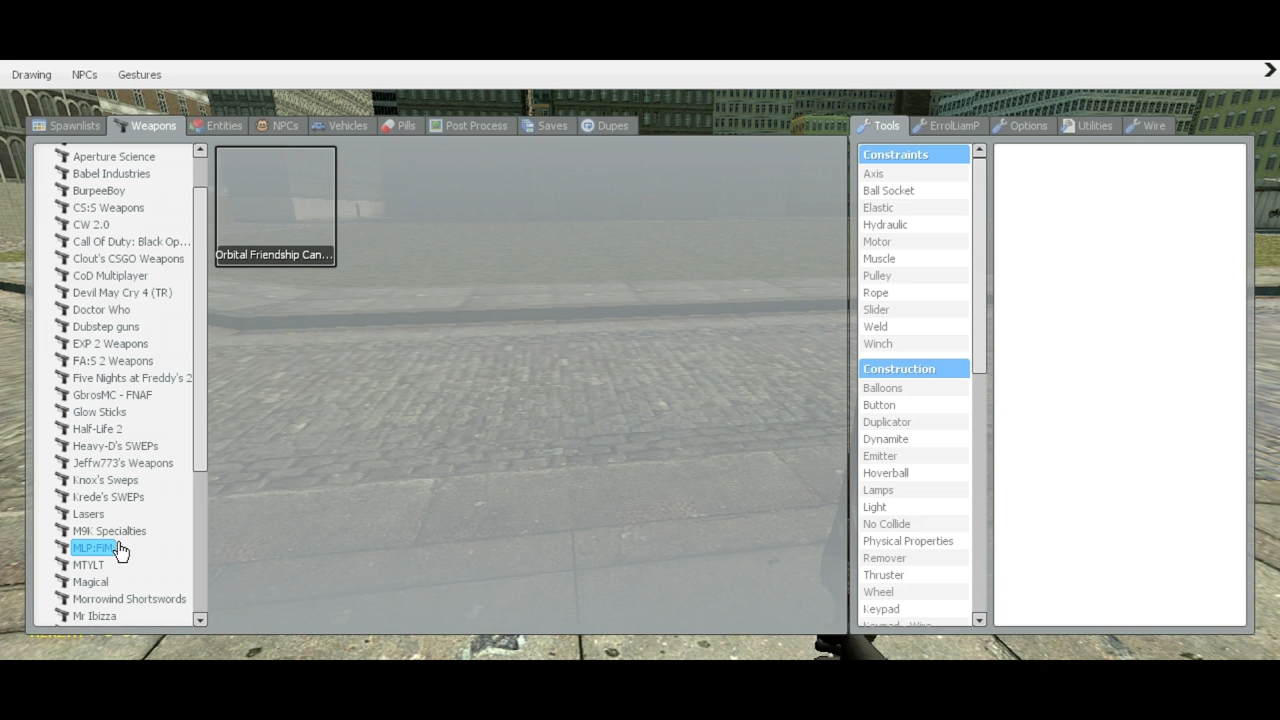 Drawing NPCs Gestures
Spawnlists Weapons Entities NPCs Vehicles Pills Post Process Saves Dupes
Aperture Science
Babel Industries
BurpeeBoy
CS:S Weapons
CW 2.0
Call Of Duty: Black Op...
Clout's CSGO Weapons
CoD Multiplayer
Devil May Cry 4 (TR)
Doctor Who
Dubstep guns
EXP 2 Weapons
FA:S 2 Weapons
Five Nights at Freddy's 2
GbrosMC - FNAF
Glow Sticks
Half-Life 2
Heavy-D's SWEPs
Jeffw773's Weapons
Knox's Sweps
Krede's SWEPs
Lasers
M9K Specialties
MLP:FiM
MTYLT
Magical
Morrowind Shortswords
Mr Ibizza
Orbital Friendship Can...
Tools ErrolLiamP Options Utilities Wire
Constraints
Axis
Ball Socket
Elastic
Hydraulic
Motor
Muscle
Pulley
Rope
Slider
Weld
Winch
Construction
Balloons
Button
Duplicator
Dynamite
Emitter
Hoverball
Lamps
Light
No Collide
Physical Properties
Remover
Thruster
Wheel
Keypad
Keypad - Wire